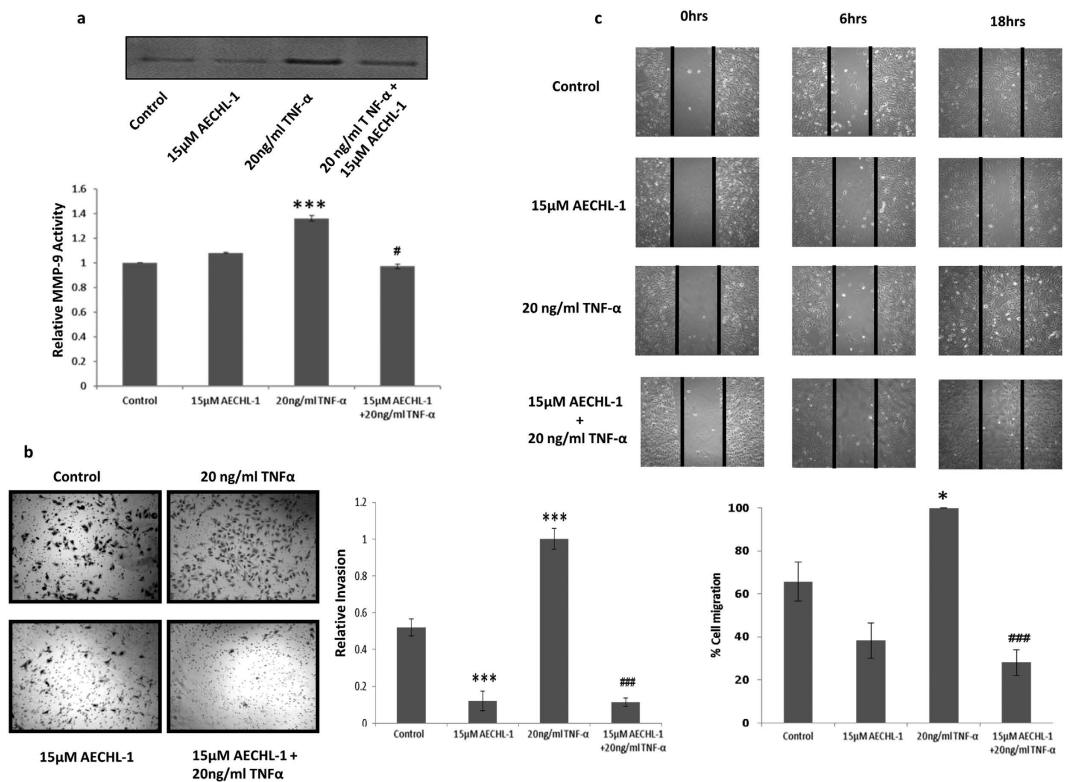 a
Control
15µM AECHL-1
20ng/ml TNF-α
20 ng/ml T NF-α +
15µM AECHL-1
Relative MMP-9 Activity
1.6
1.4
1.2
1
0.8
0.6
0.4
0.2
0
***
#
Control
15µM AECHL-1
20ng/ml TNF-α
15µM AECHL-1
+20ng/ml TNF-α
b
Control
20 ng/ml TNFα
15µM AECHL-1
15µM AECHL-1 +
20ng/ml TNFα
Relative Invasion
1.2
1
0.8
0.6
0.4
0.2
0
***
***
###
Control
15µM AECHL-1
20ng/ml TNF-α
15µM AECHL-1
+20ng/ml TNF-α
c
0hrs
6hrs
18hrs
Control
15µM AECHL-1
20 ng/ml TNF-α
15µM AECHL-1
+
20 ng/ml TNF-α
% Cell migration
100
80
60
40
20
0
*
###
Control
15µM AECHL-1
20ng/ml TNF-α
15µM AECHL-1
+20ng/ml TNF-α